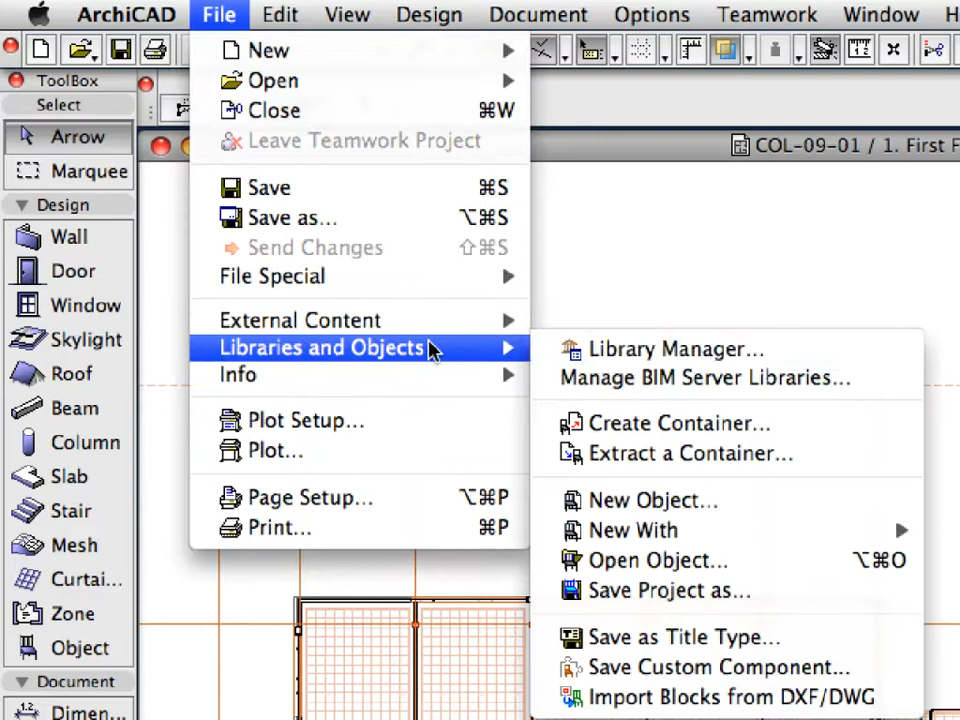 ArchiCAD File Edit View Design Document Options Teamwork Window H
ToolBox
Select
Arrow
Marquee
Design
Wall
Door
Window
Skylight
Roof
Beam
Column
Slab
Stair
Mesh
Curtai...
Zone
Object
Document
Dimen...
New
Open
Close ⌘W
Leave Teamwork Project
Save ⌘S
Save as... ⌥⌘S
Send Changes ⇧⌘S
File Special
External Content
Libraries and Objects
Info
Plot Setup...
Plot...
Page Setup... ⌥⌘P
Print... ⌘P
COL-09-01 / 1. First F
Library Manager...
Manage BIM Server Libraries...
Create Container...
Extract a Container...
New Object...
New With
Open Object... ⌥⌘O
Save Project as...
Save as Title Type...
Save Custom Component...
Import Blocks from DXF/DWG